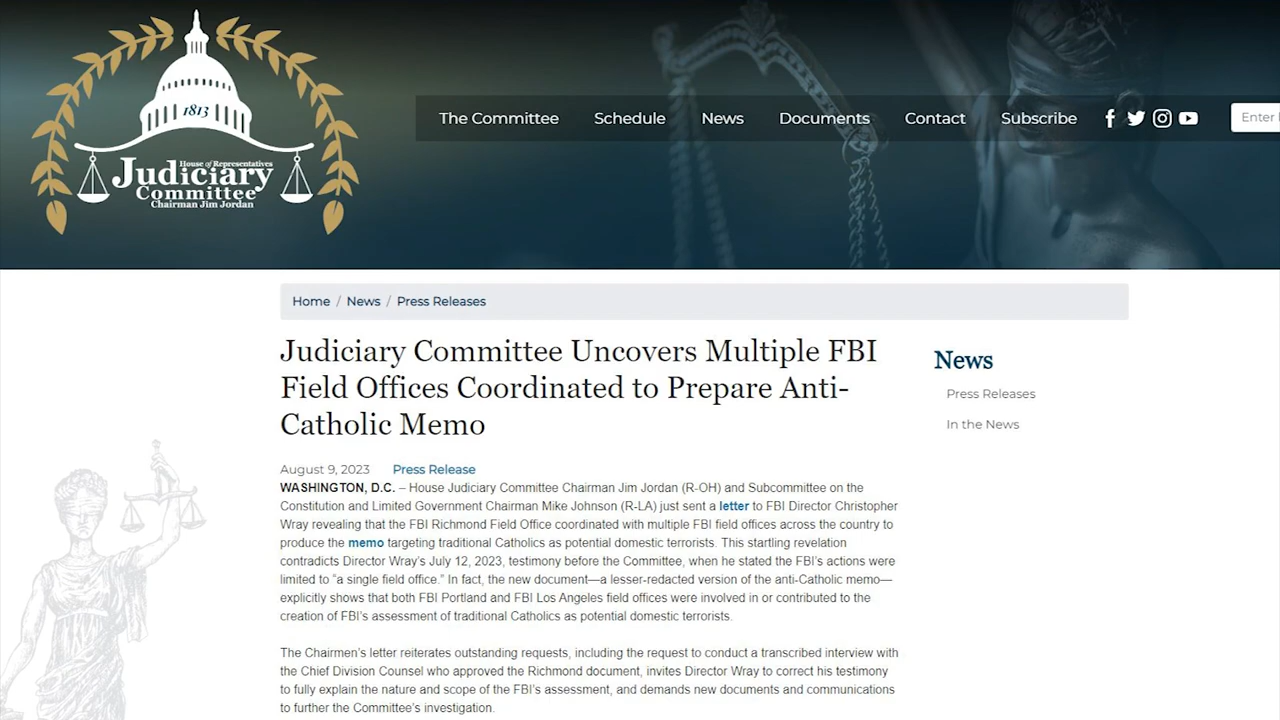 1813
House of Representatives
Judiciary
Committee
Chairman Jim Jordan
The Committee
Schedule
News
Documents
Contact
Subscribe
Enter
Home / News / Press Releases
Judiciary Committee Uncovers Multiple FBI
Field Offices Coordinated to Prepare Anti-
Catholic Memo
August 9, 2023 Press Release
WASHINGTON, D.C. – House Judiciary Committee Chairman Jim Jordan (R-OH) and Subcommittee on the
Constitution and Limited Government Chairman Mike Johnson (R-LA) just sent a letter to FBI Director Christopher
Wray revealing that the FBI Richmond Field Office coordinated with multiple FBI field offices across the country to
produce the memo targeting traditional Catholics as potential domestic terrorists. This startling revelation
contradicts Director Wray's July 12, 2023, testimony before the Committee, when he stated the FBI's actions were
limited to “a single field office.” In fact, the new document—a lesser-redacted version of the anti-Catholic memo—
explicitly shows that both FBI Portland and FBI Los Angeles field offices were involved in or contributed to the
creation of FBI's assessment of traditional Catholics as potential domestic terrorists.
The Chairmen's letter reiterates outstanding requests, including the request to conduct a transcribed interview with
the Chief Division Counsel who approved the Richmond document, invites Director Wray to correct his testimony
to fully explain the nature and scope of the FBI's assessment, and demands new documents and communications
to further the Committee's investigation.
News
Press Releases
In the News